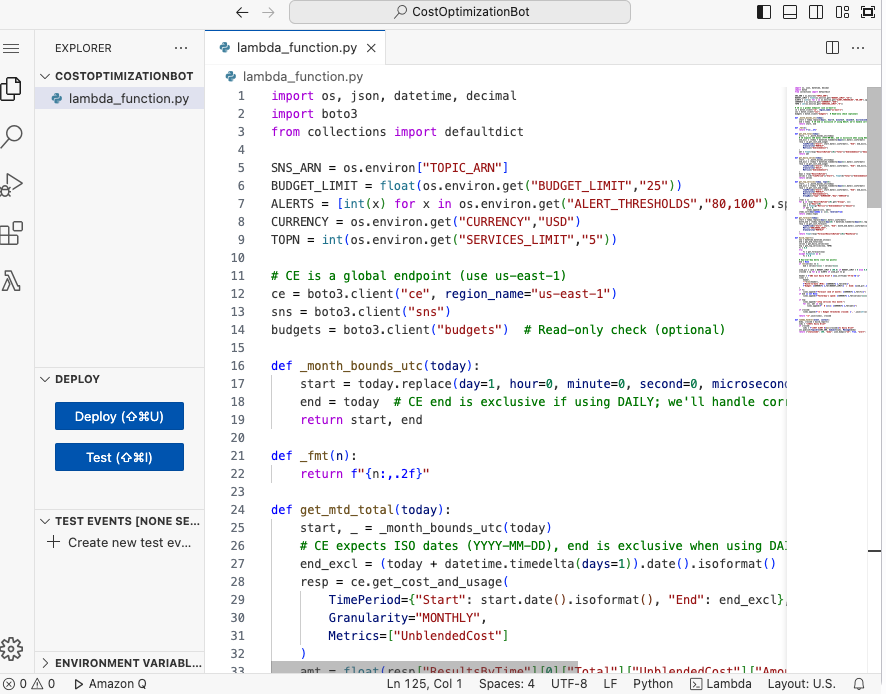 CostOptimizationBot
EXPLORER
COSTOPTIMIZATIONBOT
lambda_function.py
DEPLOY
Deploy (⇧⌘U)
Test (⇧⌘I)
TEST EVENTS [NONE SE...
Create new test ev...
ENVIRONMENT VARIABL...
lambda_function.py
lambda_function.py
1 import os, json, datetime, decimal
2 import boto3
3 from collections import defaultdict
4
5 SNS_ARN = os.environ["TOPIC_ARN"]
6 BUDGET_LIMIT = float(os.environ.get("BUDGET_LIMIT","25"))
7 ALERTS = [int(x) for x in os.environ.get("ALERT_THRESHOLDS","80,100").sp
8 CURRENCY = os.environ.get("CURRENCY","USD")
9 TOPN = int(os.environ.get("SERVICES_LIMIT","5"))
10
11 # CE is a global endpoint (use us-east-1)
12 ce = boto3.client("ce", region_name="us-east-1")
13 sns = boto3.client("sns")
14 budgets = boto3.client("budgets")  # Read-only check (optional)
15
16 def _month_bounds_utc(today):
17     start = today.replace(day=1, hour=0, minute=0, second=0, microsecond
18     end = today  # CE end is exclusive if using DAILY; we'll handle corr
19     return start, end
20
21 def _fmt(n):
22     return f"{n:,.2f}"
23
24 def get_mtd_total(today):
25     start, _ = _month_bounds_utc(today)
26     # CE expects ISO dates (YYYY-MM-DD), end is exclusive when using DAI
27     end_excl = (today + datetime.timedelta(days=1)).date().isoformat()
28     resp = ce.get_cost_and_usage(
29         TimePeriod={"Start": start.date().isoformat(), "End": end_excl},
30         Granularity="MONTHLY",
31         Metrics=["UnblendedCost"]
32     )
33     amt = float(resp["ResultsByTime"][0]["Total"]["UnblendedCost"]["Amo
0 0 Amazon Q Ln 125, Col 1 Spaces: 4 UTF-8 LF Python Lambda Layout: U.S.